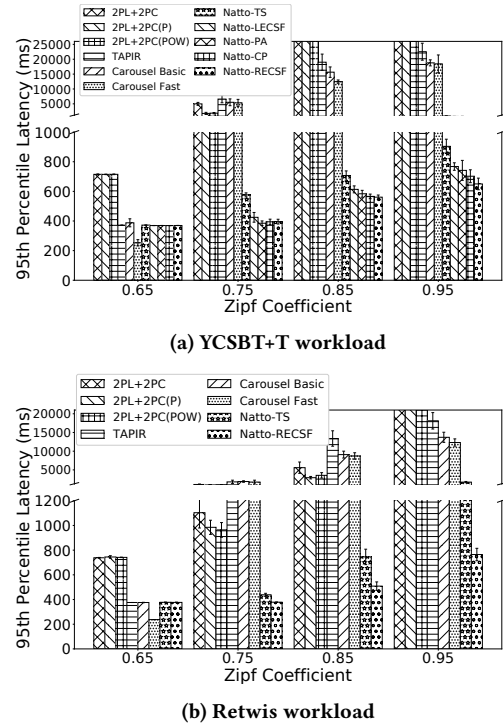 2PL+2PC
2PL+2PC(P)
2PL+2PC(POW)
TAPIR
Carousel Basic
Carousel Fast
Natto-TS
Natto-LECSF
Natto-PA
Natto-CP
Natto-RECSF
95th Percentile Latency (ms)
25000
20000
15000
10000
5000
1000
800
600
400
200
0
0.65 0.75 0.85 0.95
Zipf Coefficient
(a) YCSBT+T workload
2PL+2PC
2PL+2PC(P)
2PL+2PC(POW)
TAPIR
Carousel Basic
Carousel Fast
Natto-TS
Natto-RECSF
95th Percentile Latency (ms)
20000
15000
10000
5000
1200
1000
800
600
400
200
0
0.65 0.75 0.85 0.95
Zipf Coefficient
(b) Retwis workload